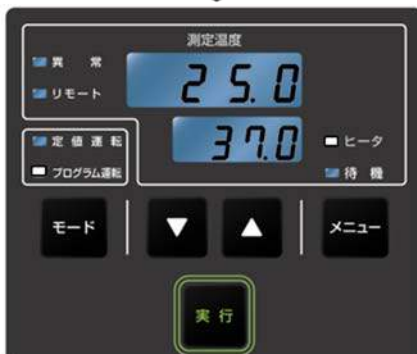 測定温度
異常
リモート
25.0
定値運転
37.0
ヒータ
プログラム運転
待機
モード
▼
▲
メニュー
実行